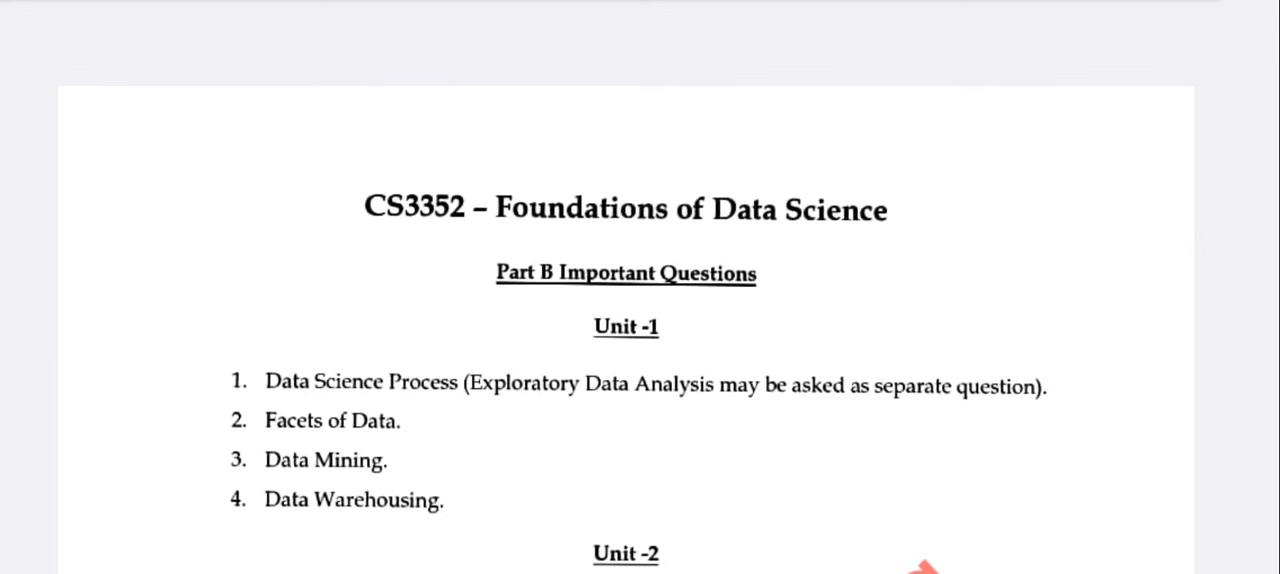 CS3352 – Foundations of Data Science
Part B Important Questions
Unit -1
1. Data Science Process (Exploratory Data Analysis may be asked as separate question).
2. Facets of Data.
3. Data Mining.
4. Data Warehousing.
Unit -2